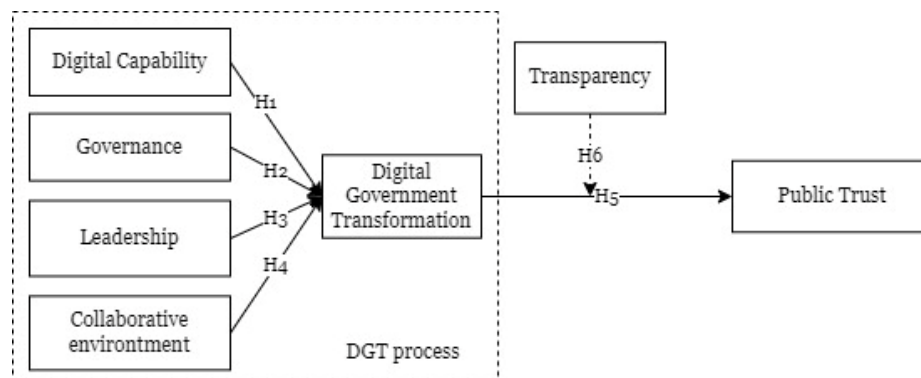 Digital Capability
Transparency
H1
Governance
H6
H2
Digital
Government
Transformation
H5
Public Trust
H3
Leadership
H4
Collaborative
environtment
DGT process